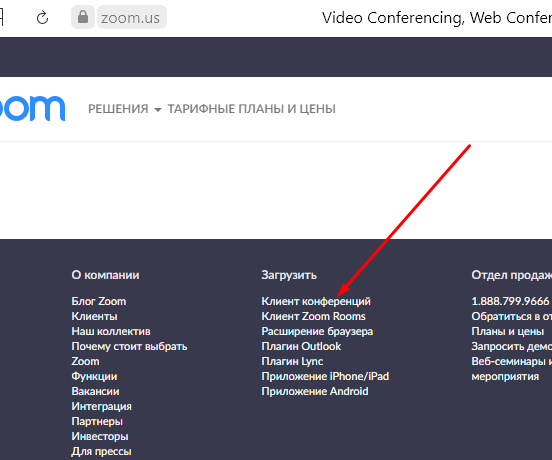 zoom.us
Video Conferencing, Web Confer
РЕШЕНИЯ ТАРИФНЫЕ ПЛАНЫ И ЦЕНЫ
О компании
Блог Zoom
Клиенты
Наш коллектив
Почему стоит выбрать
Zoom
Функции
Вакансии
Интеграция
Партнеры
Инвесторы
Для прессы
Загрузить
Клиент конференций
Клиент Zoom Rooms
Расширение браузера
Плагин Outlook
Плагин Lync
Приложение iPhone/iPad
Приложение Android
Отдел продаж
1.888.799.9666
Обратиться в от
Планы и цены
Запросить демо
Веб-семинары и
мероприятия